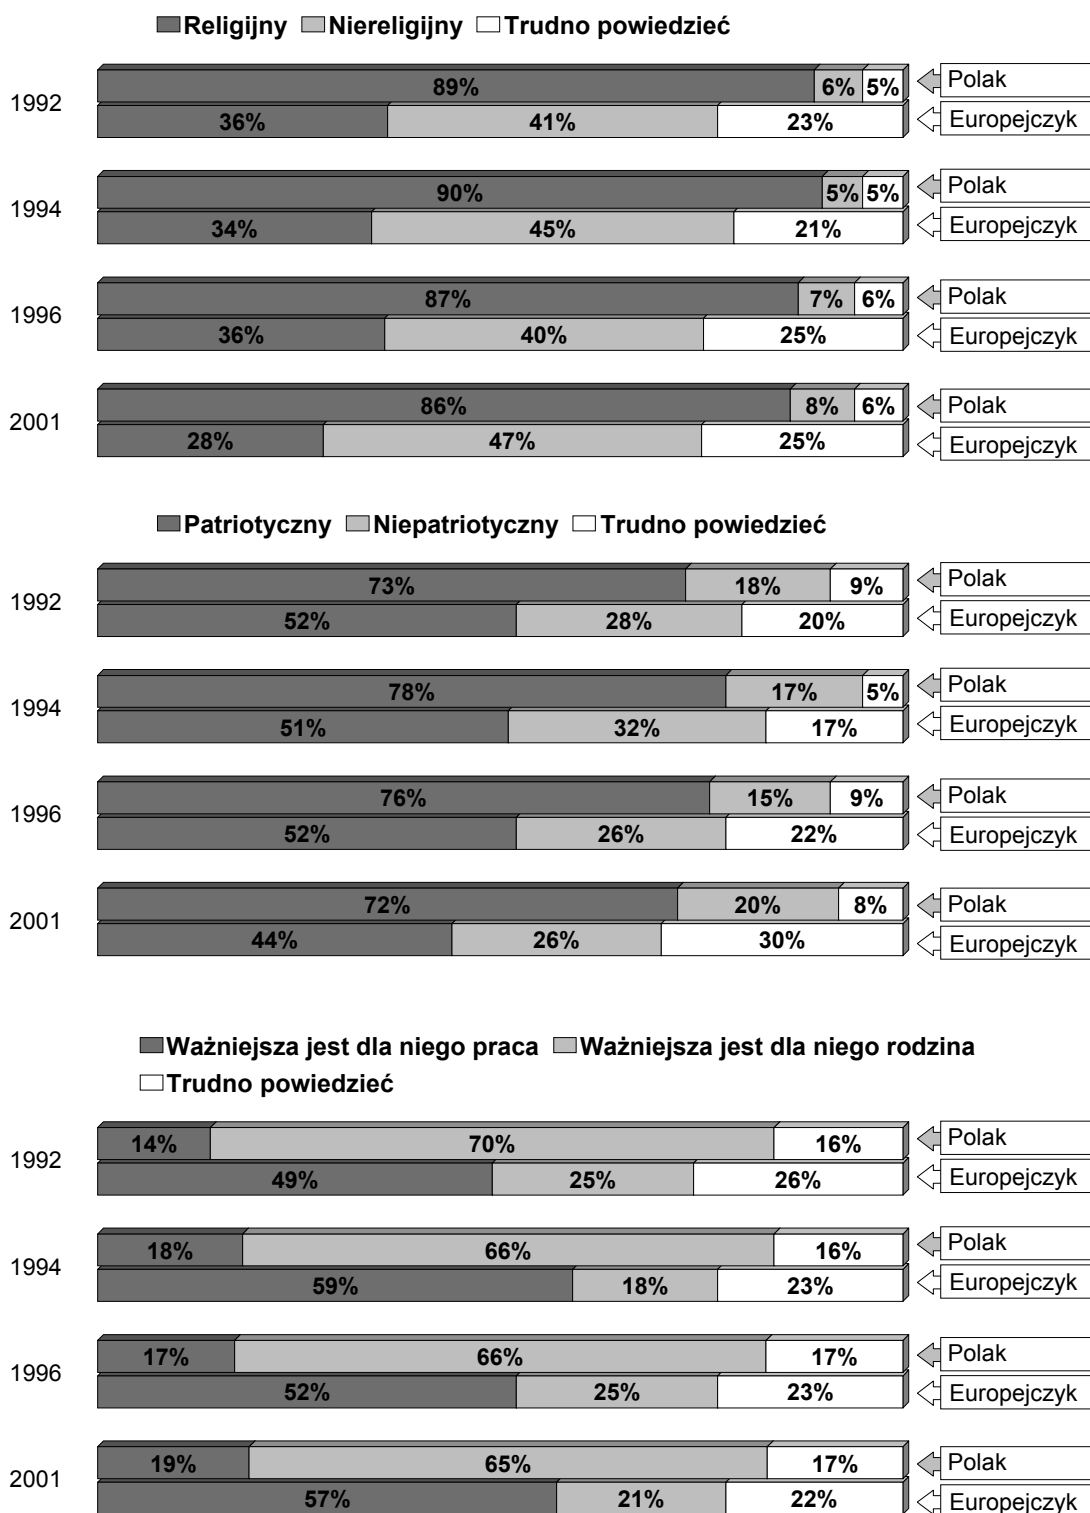 Religijny Niereligijny Trudno powiedzieć
89% 6% 5% Polak
1992
36% 41% 23% Europejczyk
90% 5% 5% Polak
1994
34% 45% 21% Europejczyk
87% 7% 6% Polak
1996
36% 40% 25% Europejczyk
86% 8% 6% Polak
2001
28% 47% 25% Europejczyk
Patriotyczny Niepatriotyczny Trudno powiedzieć
73% 18% 9% Polak
1992
52% 28% 20% Europejczyk
78% 17% 5% Polak
1994
51% 32% 17% Europejczyk
76% 15% 9% Polak
1996
52% 26% 22% Europejczyk
72% 20% 8% Polak
2001
44% 26% 30% Europejczyk
Ważniejsza jest dla niego praca Ważniejsza jest dla niego rodzina
Trudno powiedzieć
14% 70% 16% Polak
1992
49% 25% 26% Europejczyk
18% 66% 16% Polak
1994
59% 18% 23% Europejczyk
17% 66% 17% Polak
1996
52% 25% 23% Europejczyk
19% 65% 17% Polak
2001
57% 21% 22% Europejczyk